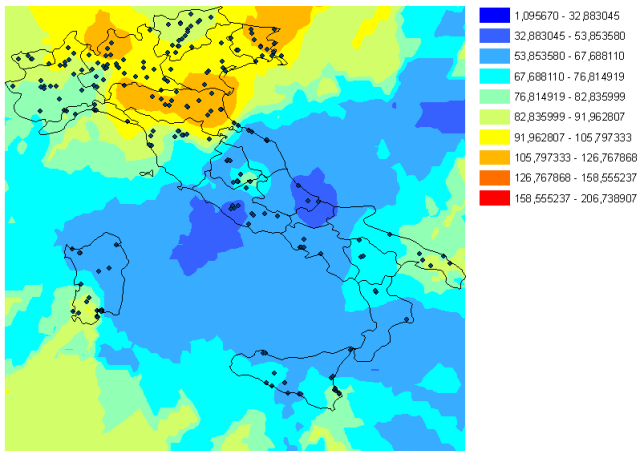 1,095670 - 32,883045
32,883045 - 53,853580
53,853580 - 67,688110
67,688110 - 76,814919
76,814919 - 82,835999
82,835999 - 91,962807
91,962807 - 105,797333
105,797333 - 126,767868
126,767868 - 158,555237
158,555237 - 206,738907